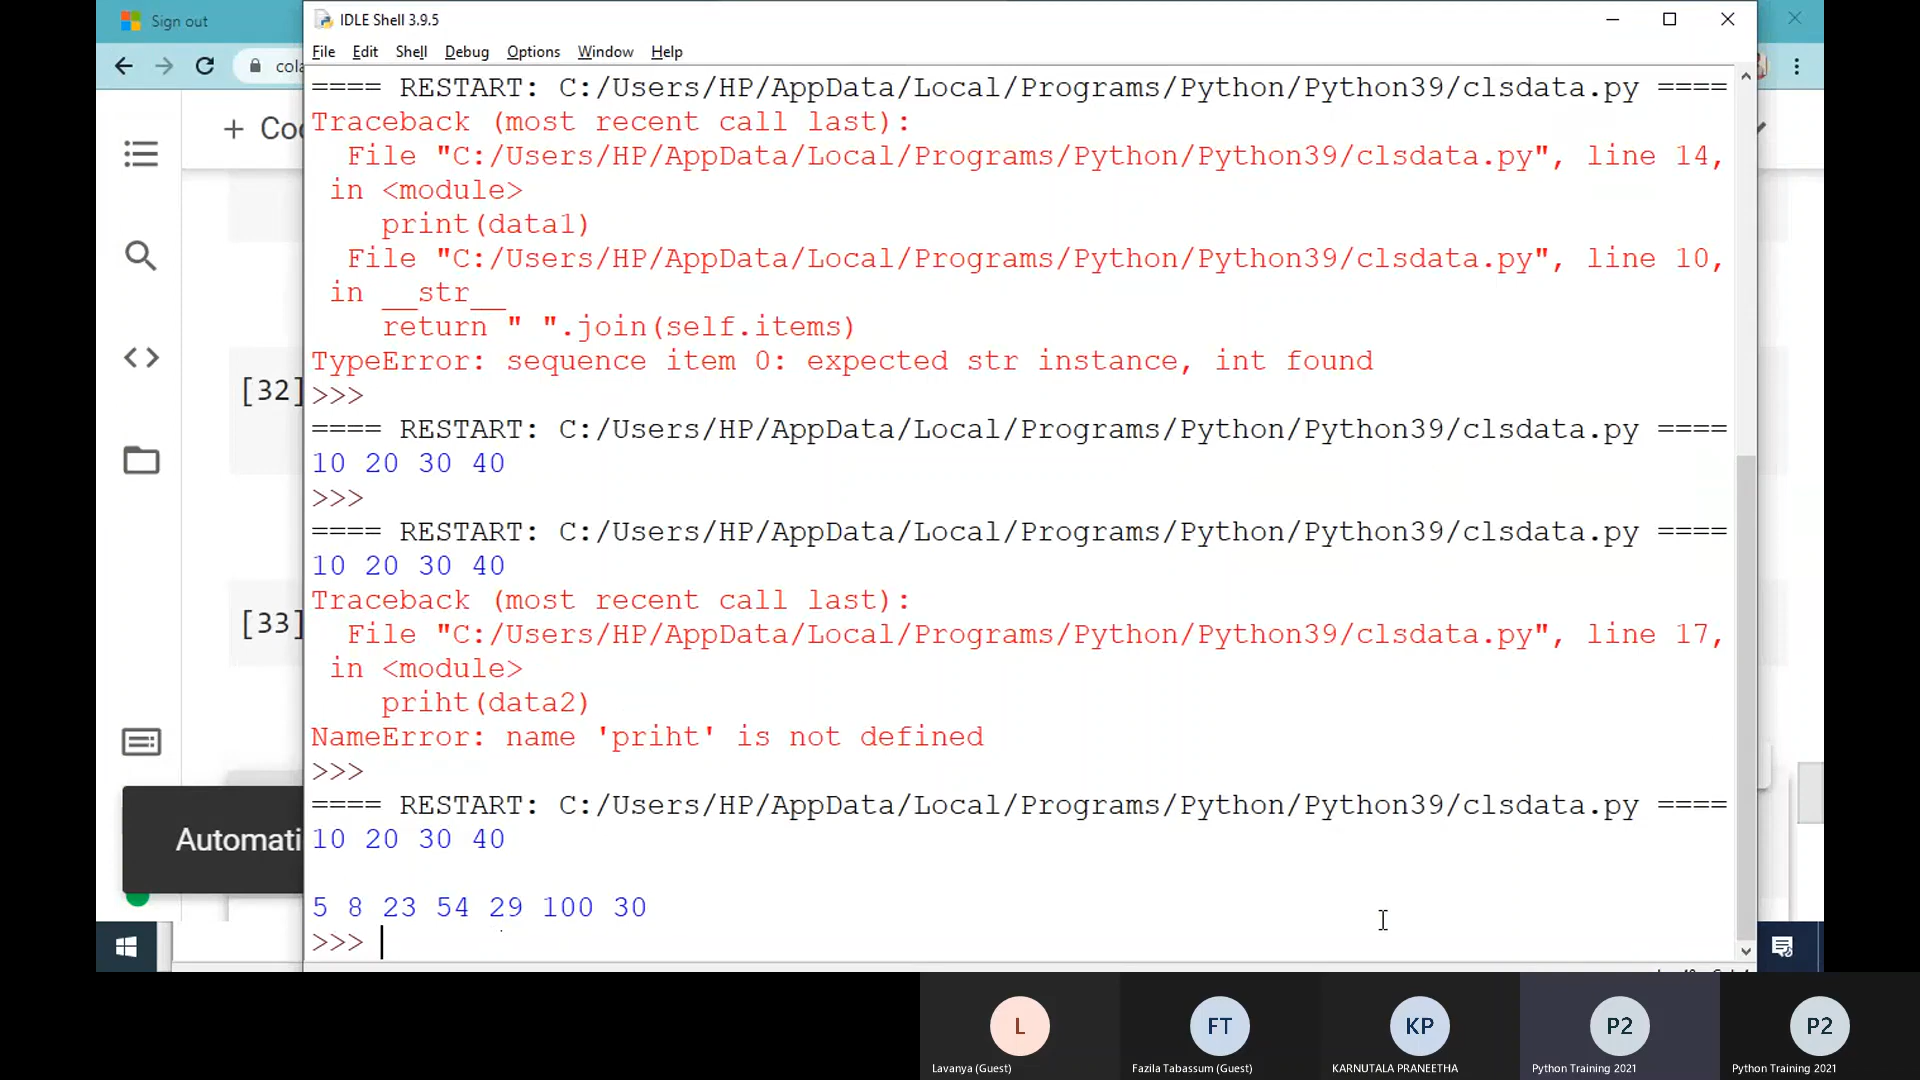 Sign out
IDLE Shell 3.9.5
File Edit Shell Debug Options Window Help
cola
+ Co
==== RESTART: C:/Users/HP/AppData/Local/Programs/Python/Python39/clsdata.py ====
Traceback (most recent call last):
File "C:/Users/HP/AppData/Local/Programs/Python/Python39/clsdata.py", line 14,
in <module>
print(data1)
File "C:/Users/HP/AppData/Local/Programs/Python/Python39/clsdata.py", line 10,
in __str__
return " ".join(self.items)
TypeError: sequence item 0: expected str instance, int found
>>>
[32]
==== RESTART: C:/Users/HP/AppData/Local/Programs/Python/Python39/clsdata.py ====
10 20 30 40
>>>
==== RESTART: C:/Users/HP/AppData/Local/Programs/Python/Python39/clsdata.py ====
10 20 30 40
Traceback (most recent call last):
[33]
File "C:/Users/HP/AppData/Local/Programs/Python/Python39/clsdata.py", line 17,
in <module>
priht(data2)
NameError: name 'priht' is not defined
>>>
==== RESTART: C:/Users/HP/AppData/Local/Programs/Python/Python39/clsdata.py ====
Automati
10 20 30 40
5 8 23 54 29 100 30
>>>
L
FT
KP
P2
P2
Lavanya (Guest)
Fazila Tabassum (Guest)
KARNUTALA PRANEETHA
Python Training 2021
Python Training 2021